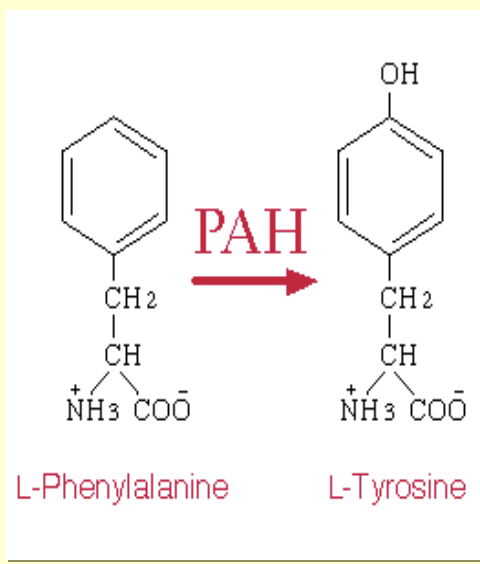 OH
PAH
CH2 CH2
CH CH
+ - + -
NH3 COO NH3 COO
L-Phenylalanine L-Tyrosine